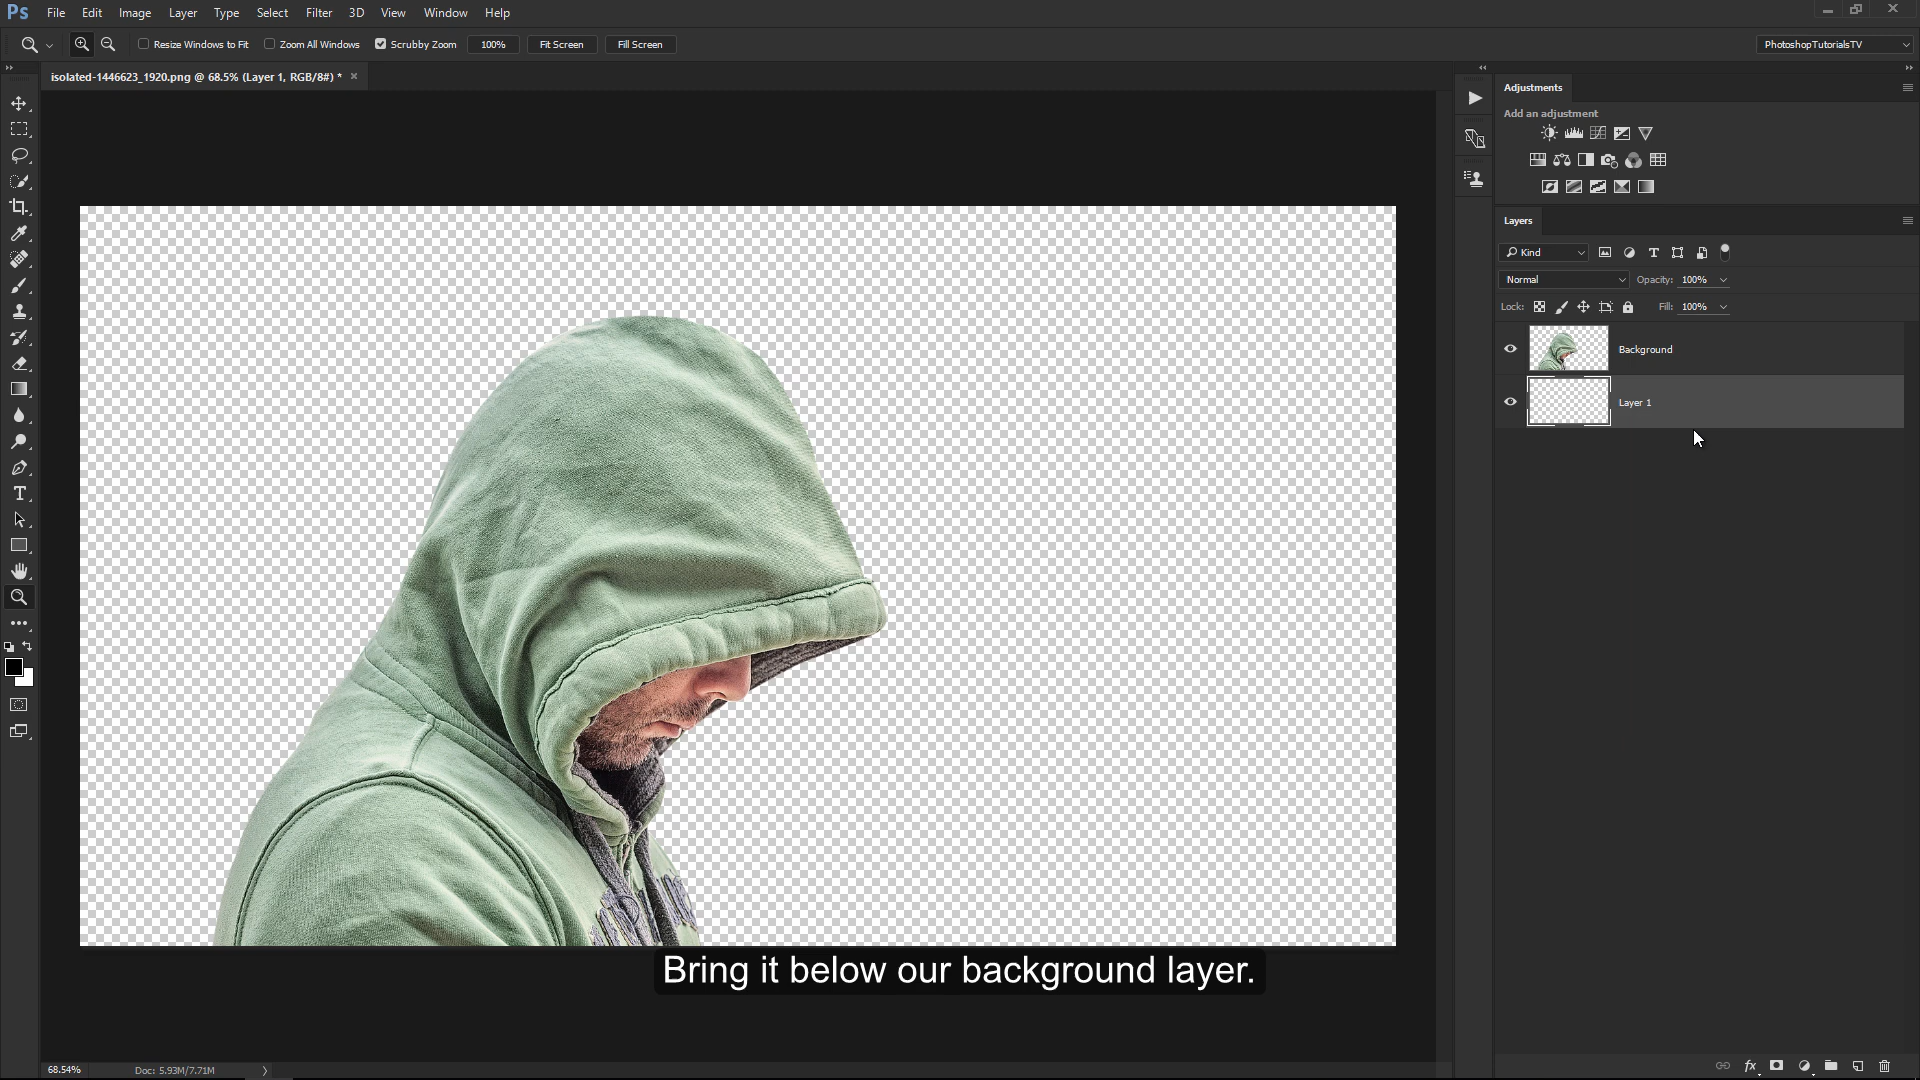 Ps File Edit Image Layer Type Select Filter 3D View Window Help
Resize Windows to Fit Zoom All Windows Scrubby Zoom 100% Fit Screen Fill Screen PhotoshopTutorialsTV
isolated-1446623_1920.png @ 68.5% (Layer 1, RGB/8#) * ×
Adjustments
Add an adjustment
Layers
Kind
Normal Opacity: 100%
Lock: Fill: 100%
Background
Layer 1
Bring it below our background layer.
68.54% Doc: 5.93M/7.71M
fx